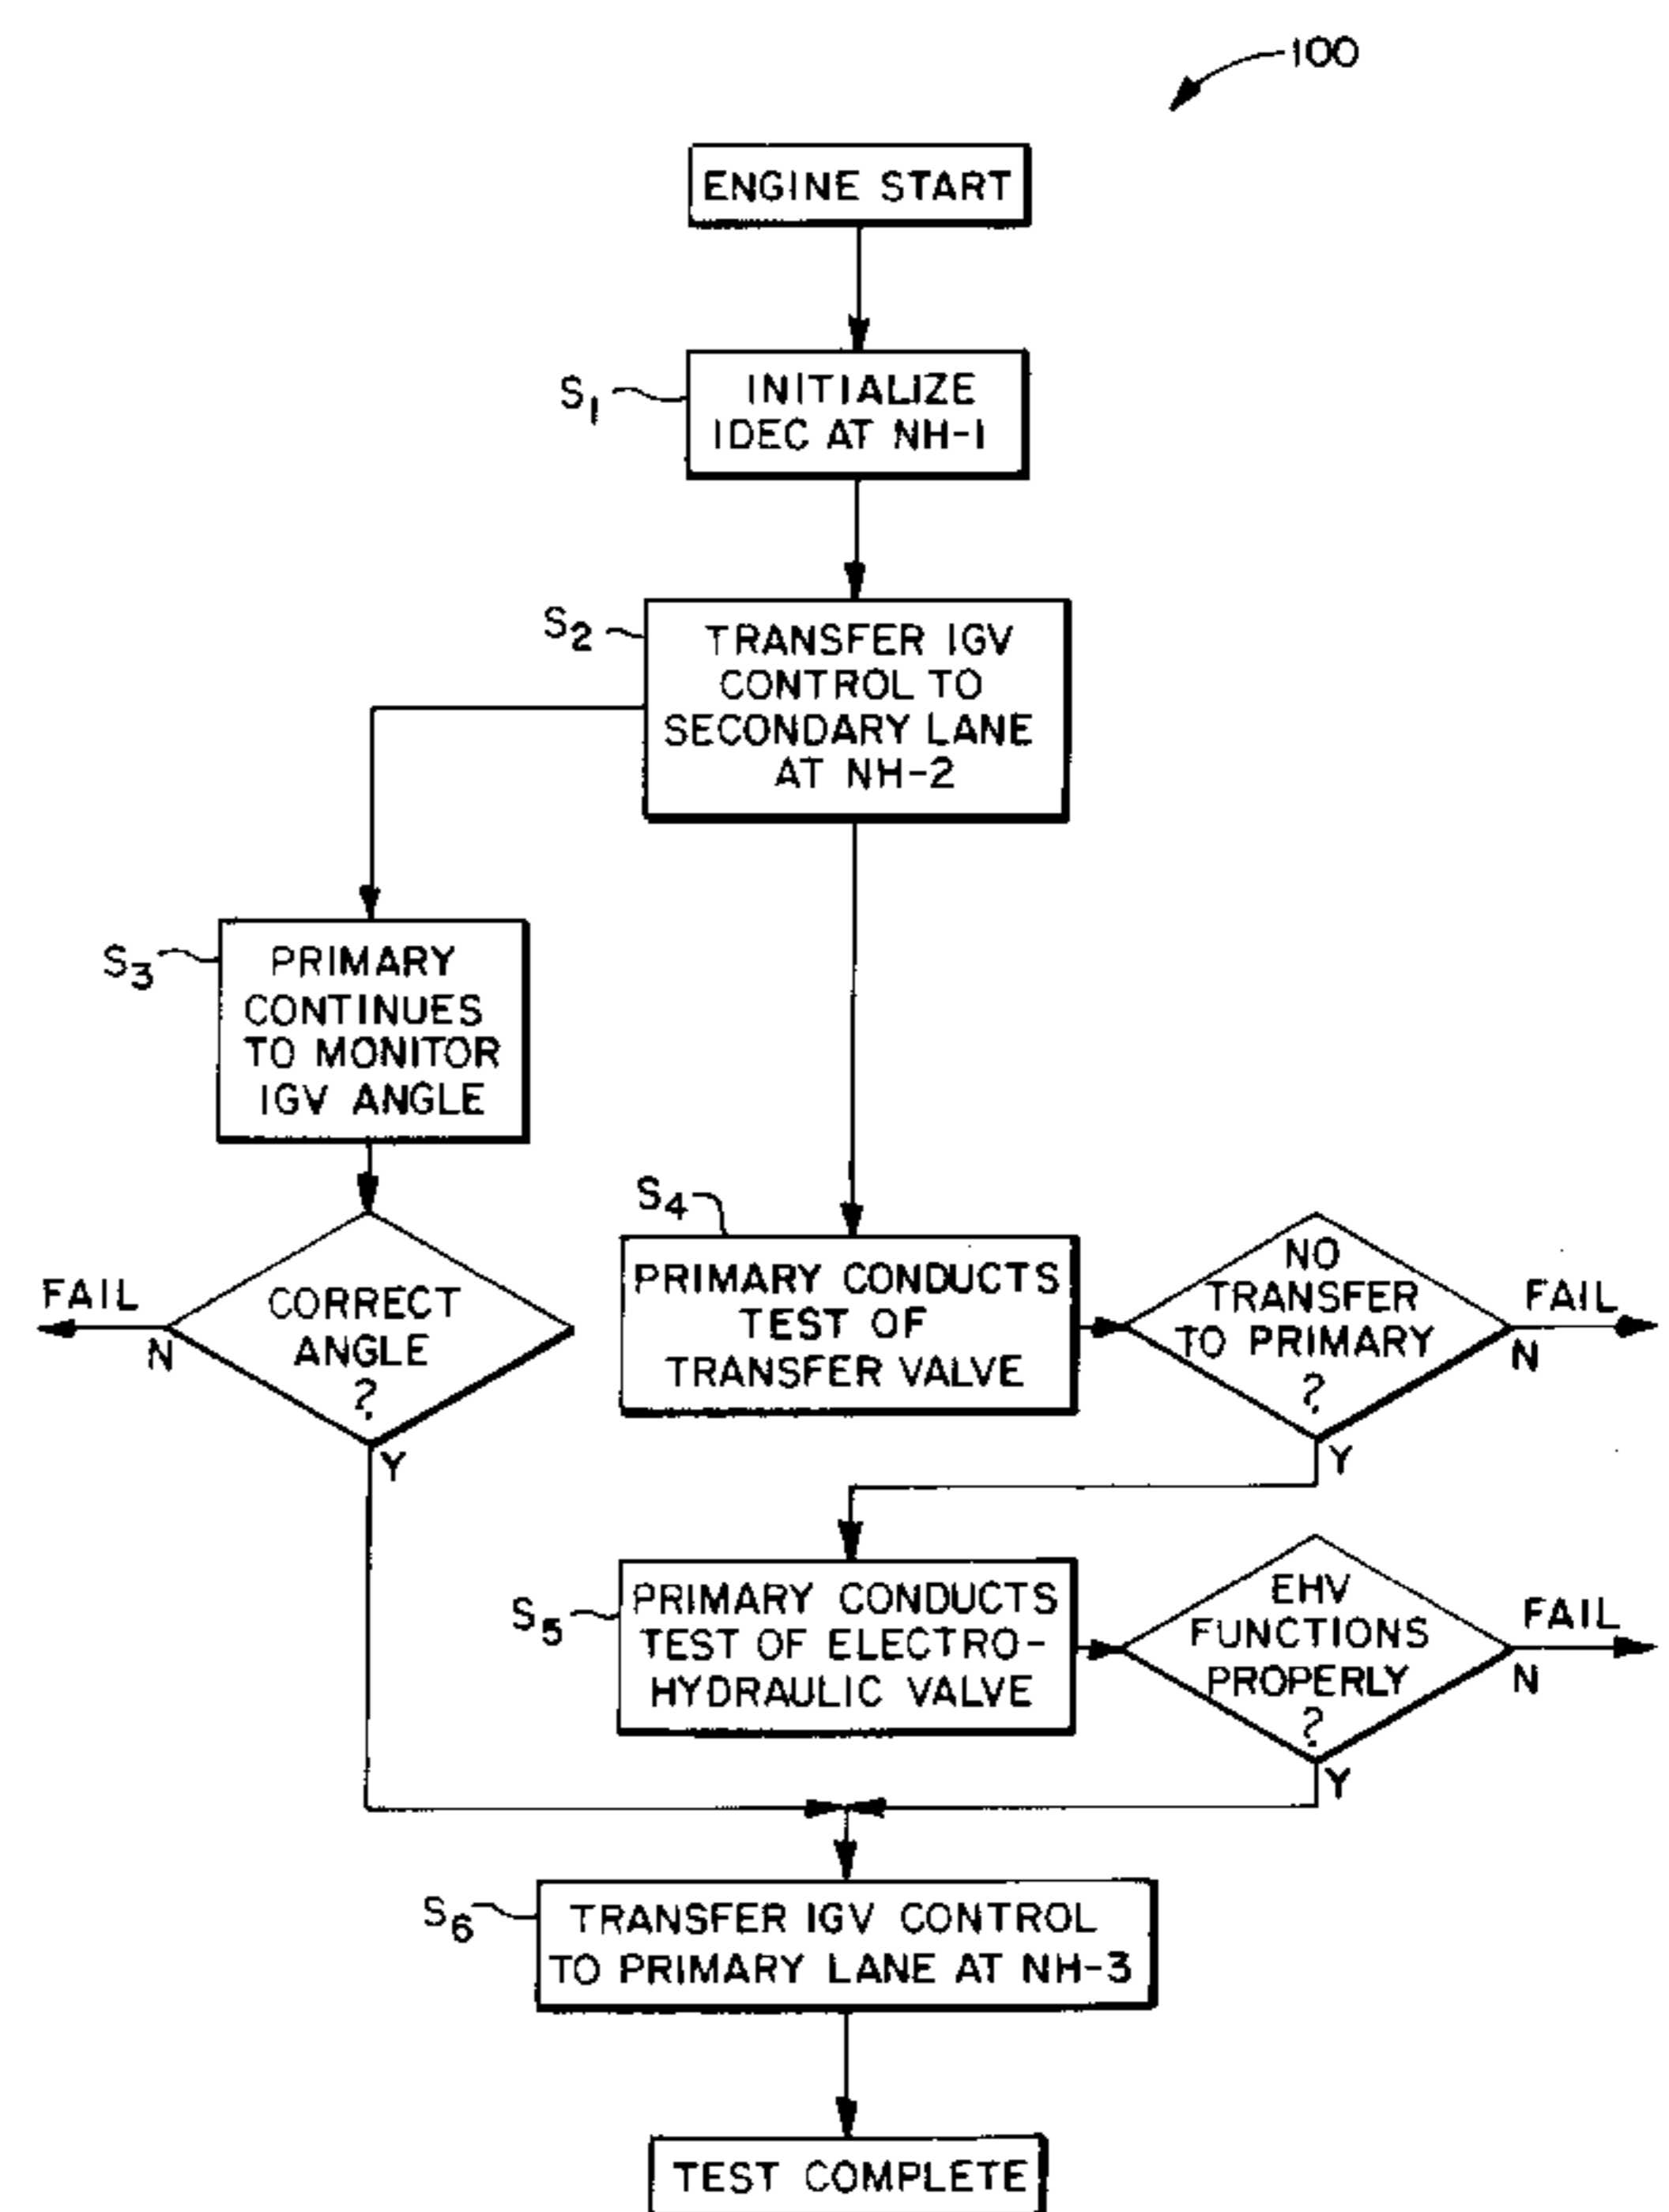 100
ENGINE START
S1
INITIALIZE
IDEC AT NH-1
S2
TRANSFER IGV
CONTROL TO
SECONDARY LANE
AT NH-2
S3
PRIMARY
CONTINUES
TO MONITOR
IGV ANGLE
FAIL
N
CORRECT
ANGLE
?
Y
S4
PRIMARY CONDUCTS
TEST OF
TRANSFER VALVE
NO
TRANSFER
TO PRIMARY
?
FAIL
N
Y
S5
PRIMARY CONDUCTS
TEST OF ELECTRO-
HYDRAULIC VALVE
EHV
FUNCTIONS
PROPERLY
?
FAIL
N
Y
S6
TRANSFER IGV CONTROL
TO PRIMARY LANE AT NH-3
TEST COMPLETE